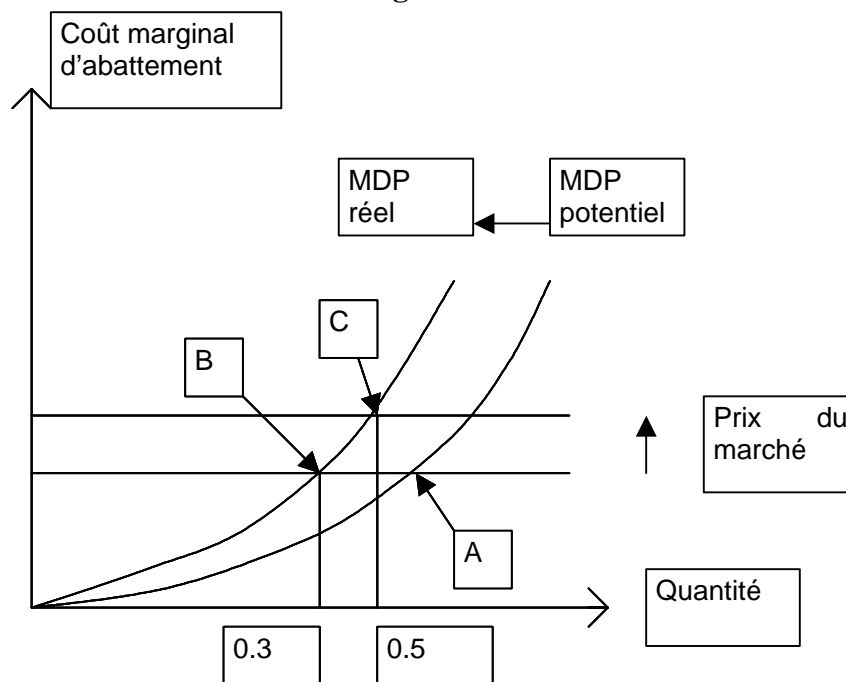 Coût marginal
d'abattement
MDP
réel
MDP
potentiel
C
B
Prix du
marché
A
Quantité
0.3
0.5